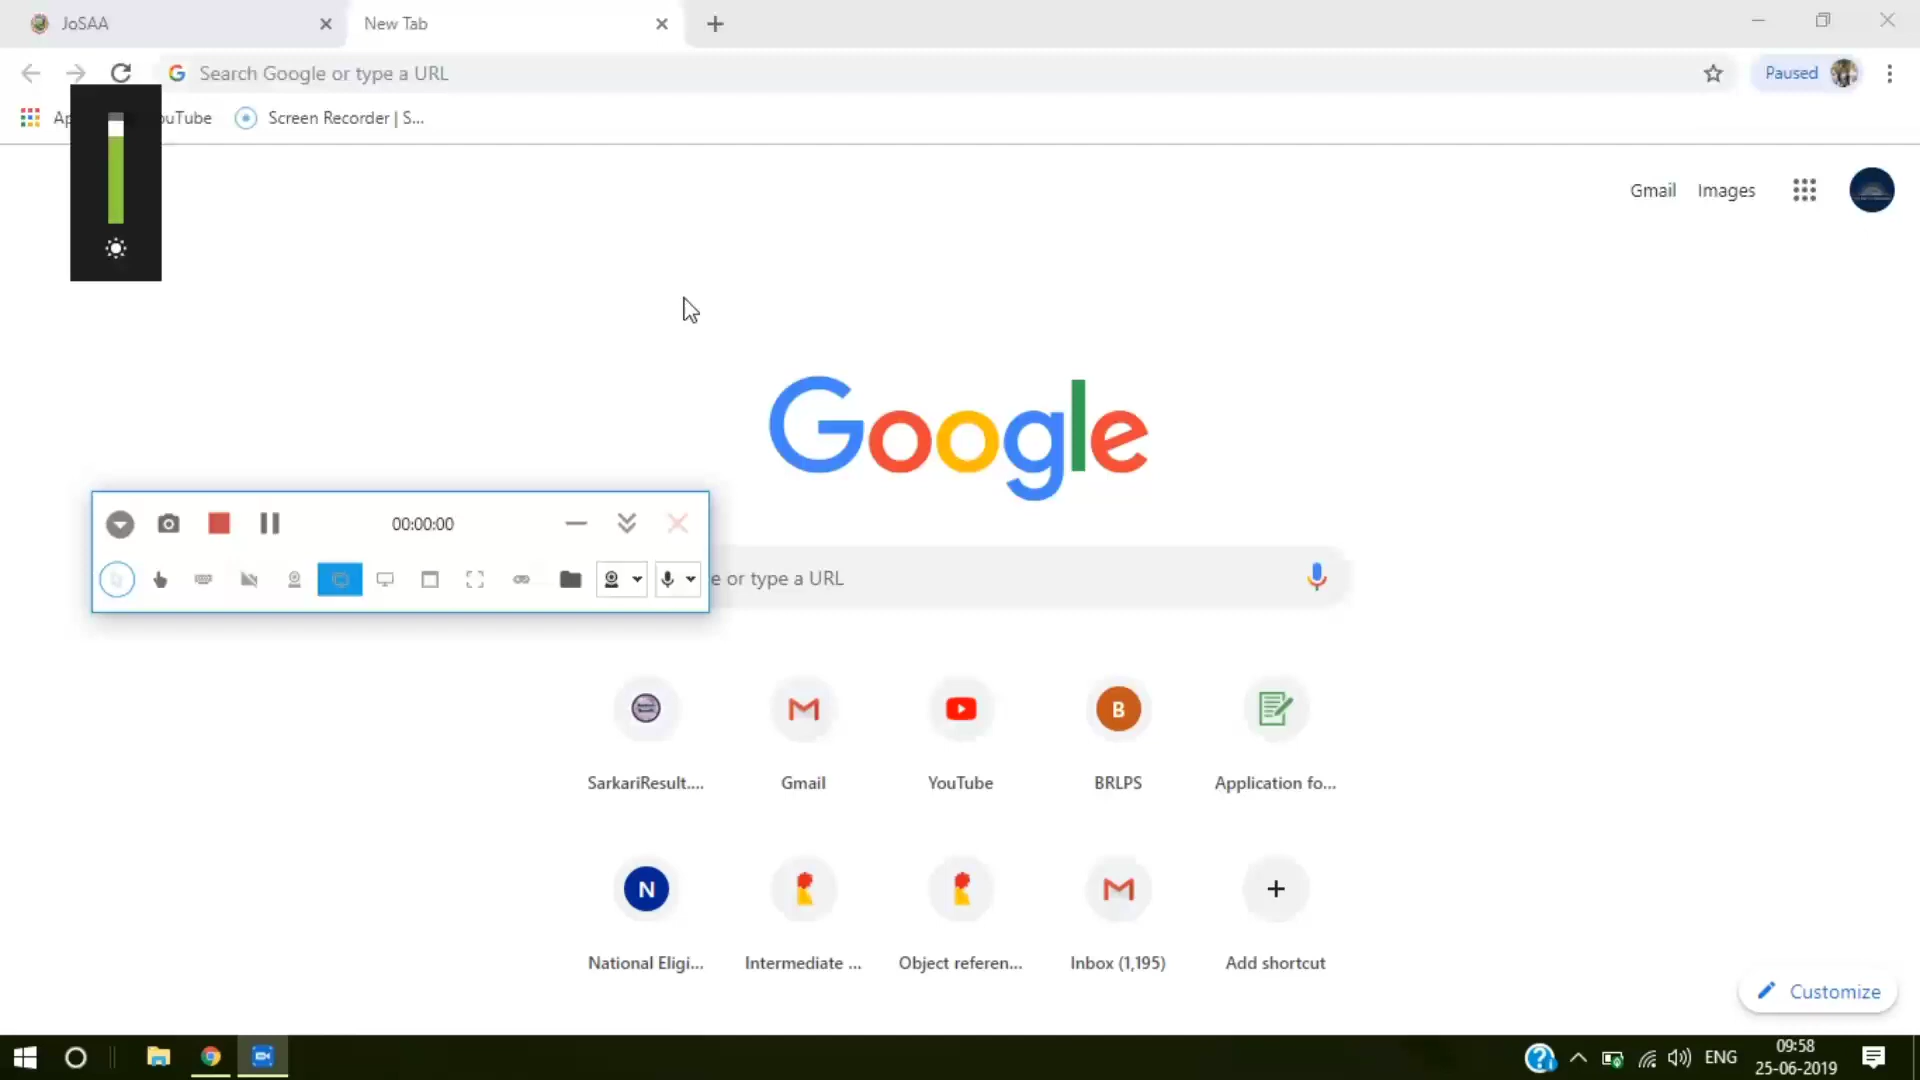 JoSAA
New Tab
Search Google or type a URL
Paused
ouTube
Screen Recorder | S...
Gmail
Images
Google
00:00:00
e or type a URL
SarkariResult....
Gmail
YouTube
B
BRLPS
Application fo...
N
National Eligi...
Intermediate ...
Object referen...
Inbox (1,195)
Add shortcut
Customize
ENG
09:58
25-06-2019